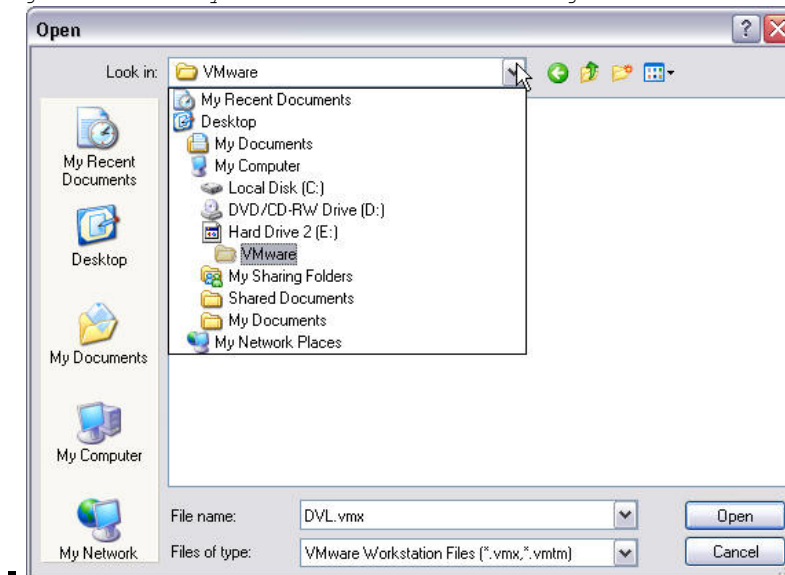 Open
Look in:
VMware
My Recent Documents
Desktop
My Documents
My Computer
Local Disk (C:)
DVD/CD-RW Drive (D:)
Hard Drive 2 (E:)
VMware
My Sharing Folders
Shared Documents
My Documents
My Network Places
My Recent
Documents
Desktop
My Documents
My Computer
My Network
File name:
DVL.vmx
Open
Files of type:
VMware Workstation Files (*.vmx,*.vmtm)
Cancel